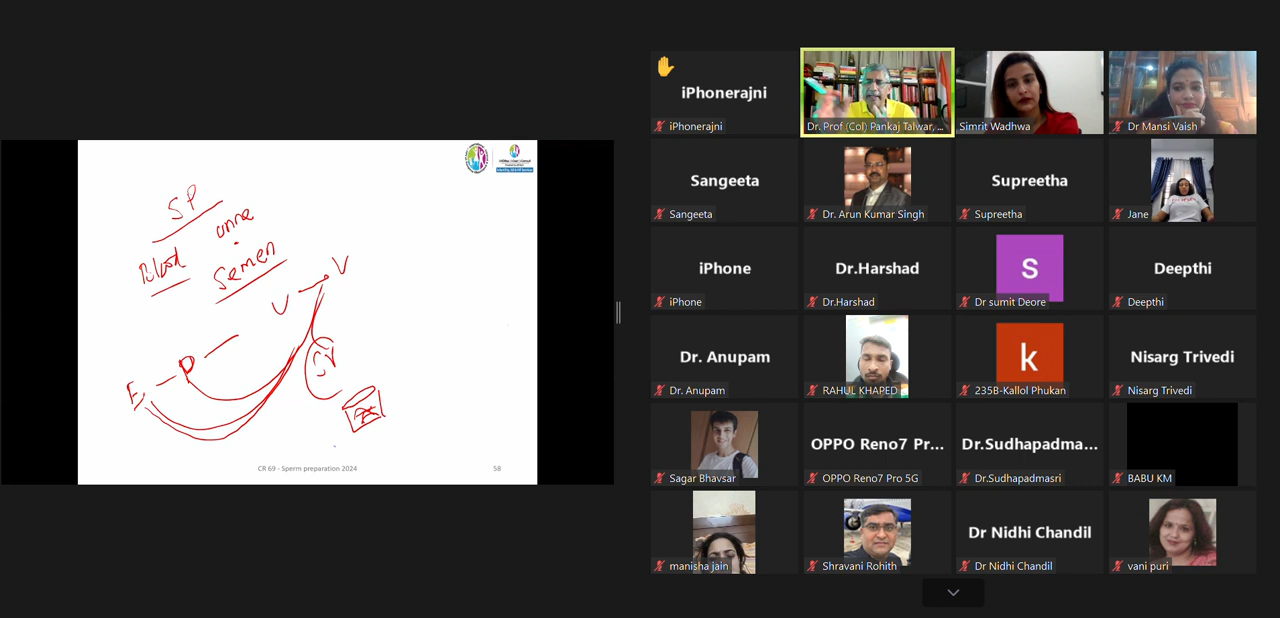 SP
Blood
urine
Semen
V
U
P
E
SV
CR 69 - Sperm preparation 2024
58
iPhonerajni
iPhonerajni
Dr. Prof (Col) Pankaj Talwar, ...
Simrit Wadhwa
Dr Mansi Vaish
Sangeeta
Sangeeta
Dr. Arun Kumar Singh
Supreetha
Supreetha
Jane
iPhone
iPhone
Dr.Harshad
Dr.Harshad
S
Dr sumit Deore
Deepthi
Deepthi
Dr. Anupam
Dr. Anupam
RAHUL KHAPED
k
235B-Kallol Phukan
Nisarg Trivedi
Nisarg Trivedi
Sagar Bhavsar
OPPO Reno7 Pr...
OPPO Reno7 Pro 5G
Dr.Sudhapadma...
Dr.Sudhapadmasri
BABU KM
manisha jain
Shravani Rohith
Dr Nidhi Chandil
Dr Nidhi Chandil
vani puri